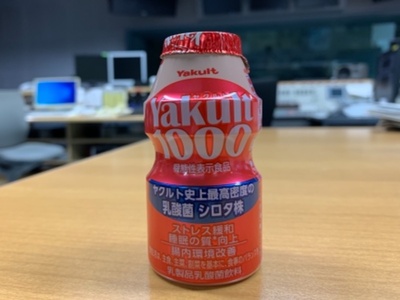 Yakult
Yakult
1000
機能性表示食品
ヤクルト史上最高密度の
乳酸菌 シロタ株
ストレス緩和
睡眠の質"向上
腸内環境改善
乳製品乳酸菌飲料